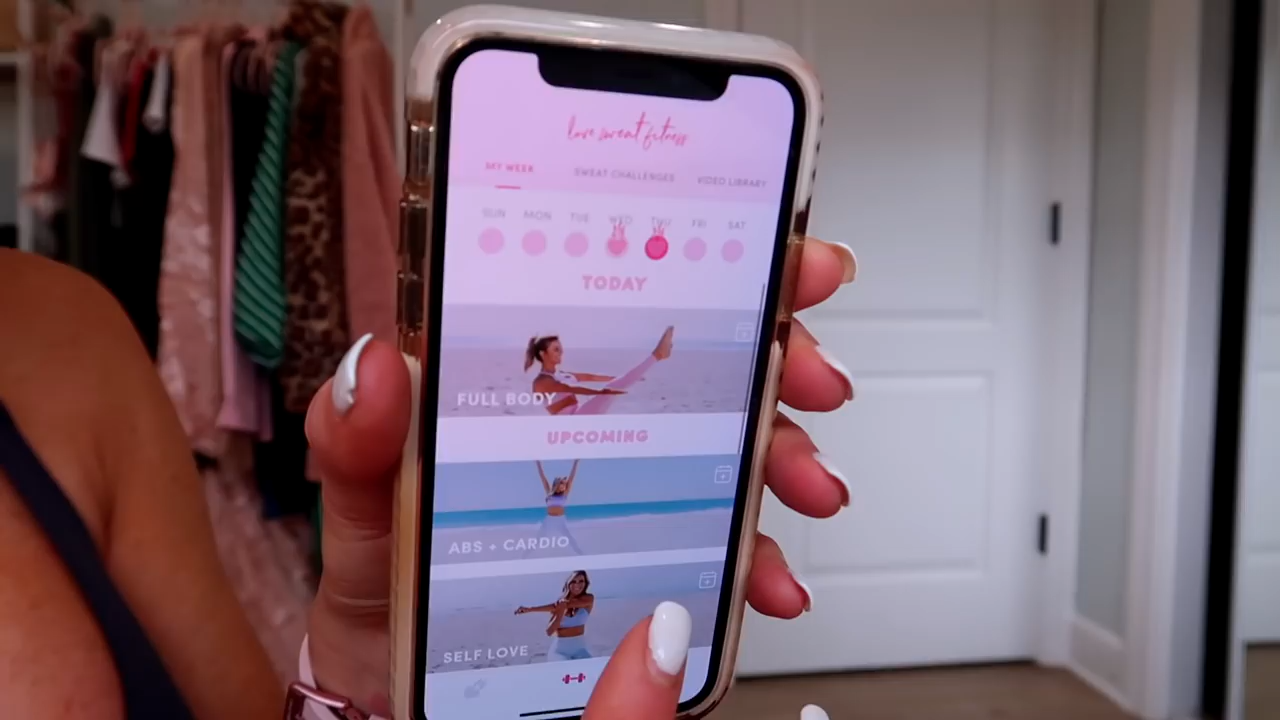 love sweat fitness
MY WEEK SWEAT CHALLENGES VIDEO LIBRARY
SUN MON TUE WED THU FRI SAT
TODAY
FULL BODY
UPCOMING
ABS + CARDIO
SELF LOVE